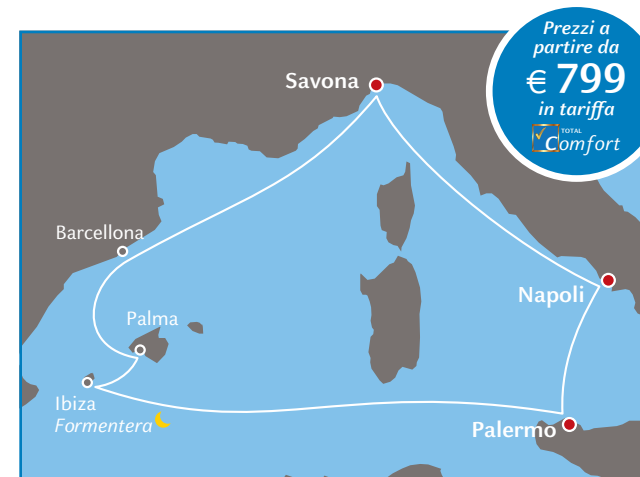 Prezzi a
partire da
€ 799
in tariffa
TOTAL
Comfort
Savona
Barcellona
Napoli
Palma
Ibiza
Formentera
Palermo